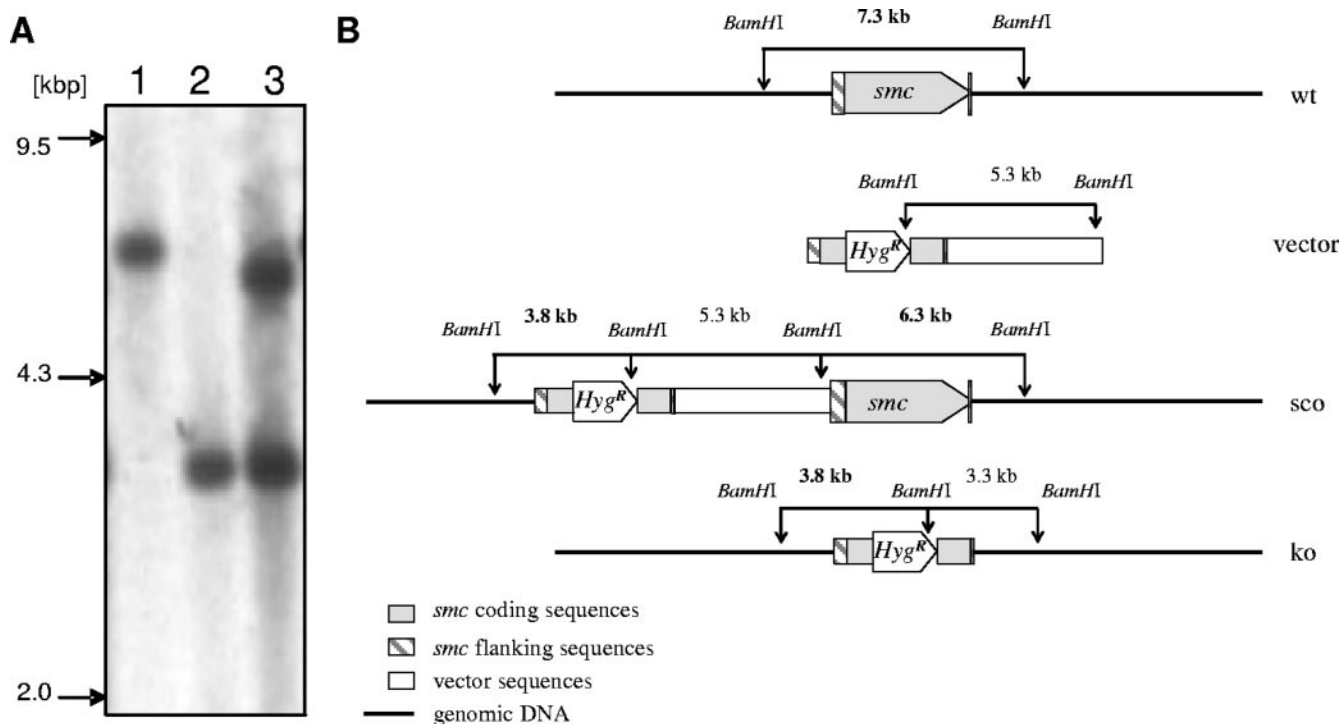 A
[kbp]
1 2 3
9.5
4.3
2.0
B
7.3 kb
BamHI BamHI
smc
wt
5.3 kb
BamHI BamHI
HygR
vector
3.8 kb 5.3 kb 6.3 kb
BamHI BamHI BamHI BamHI
HygR smc
sco
3.8 kb 3.3 kb
BamHI BamHI BamHI
HygR
ko
smc coding sequences
smc flanking sequences
vector sequences
genomic DNA